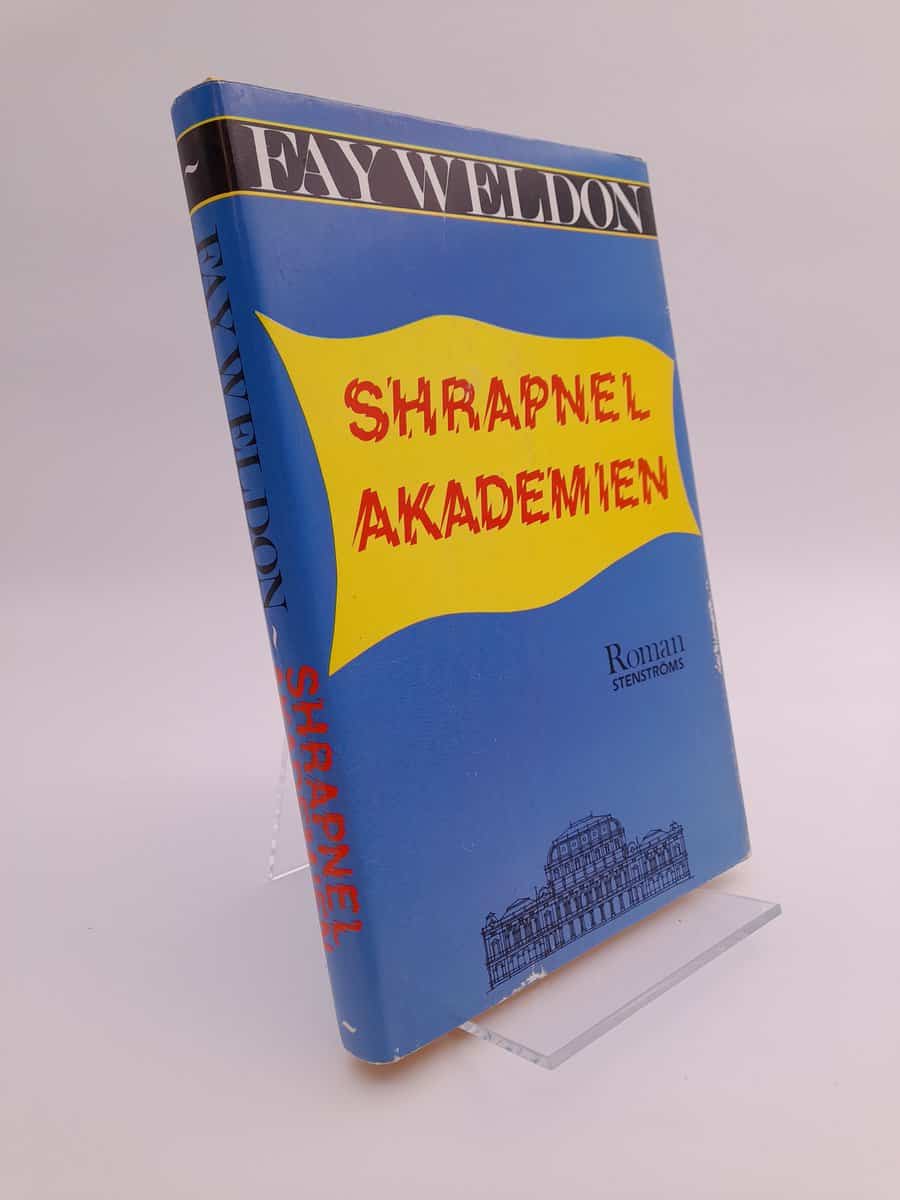 FAY WELDON
SHRAPNEL
AKADEMIEN
Roman
STENSTRÖMS
~ FAY WELDON ~ SHRAPNEL
~